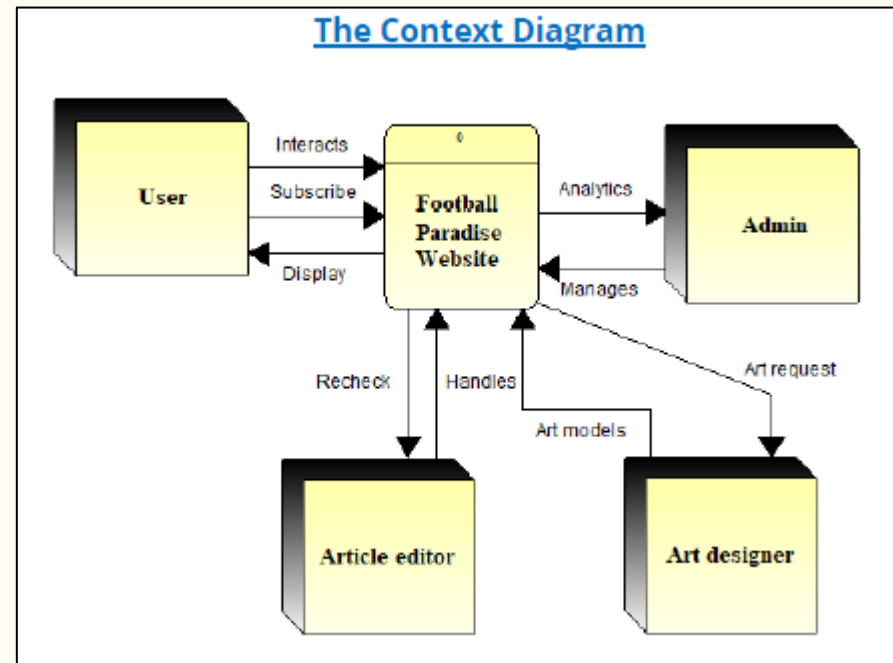 The Context Diagram
0
Interacts
Subscribe
Display
User
Football
Paradise
Website
Analytics
Manages
Admin
Recheck
Handles
Art models
Art request
Article editor
Art designer